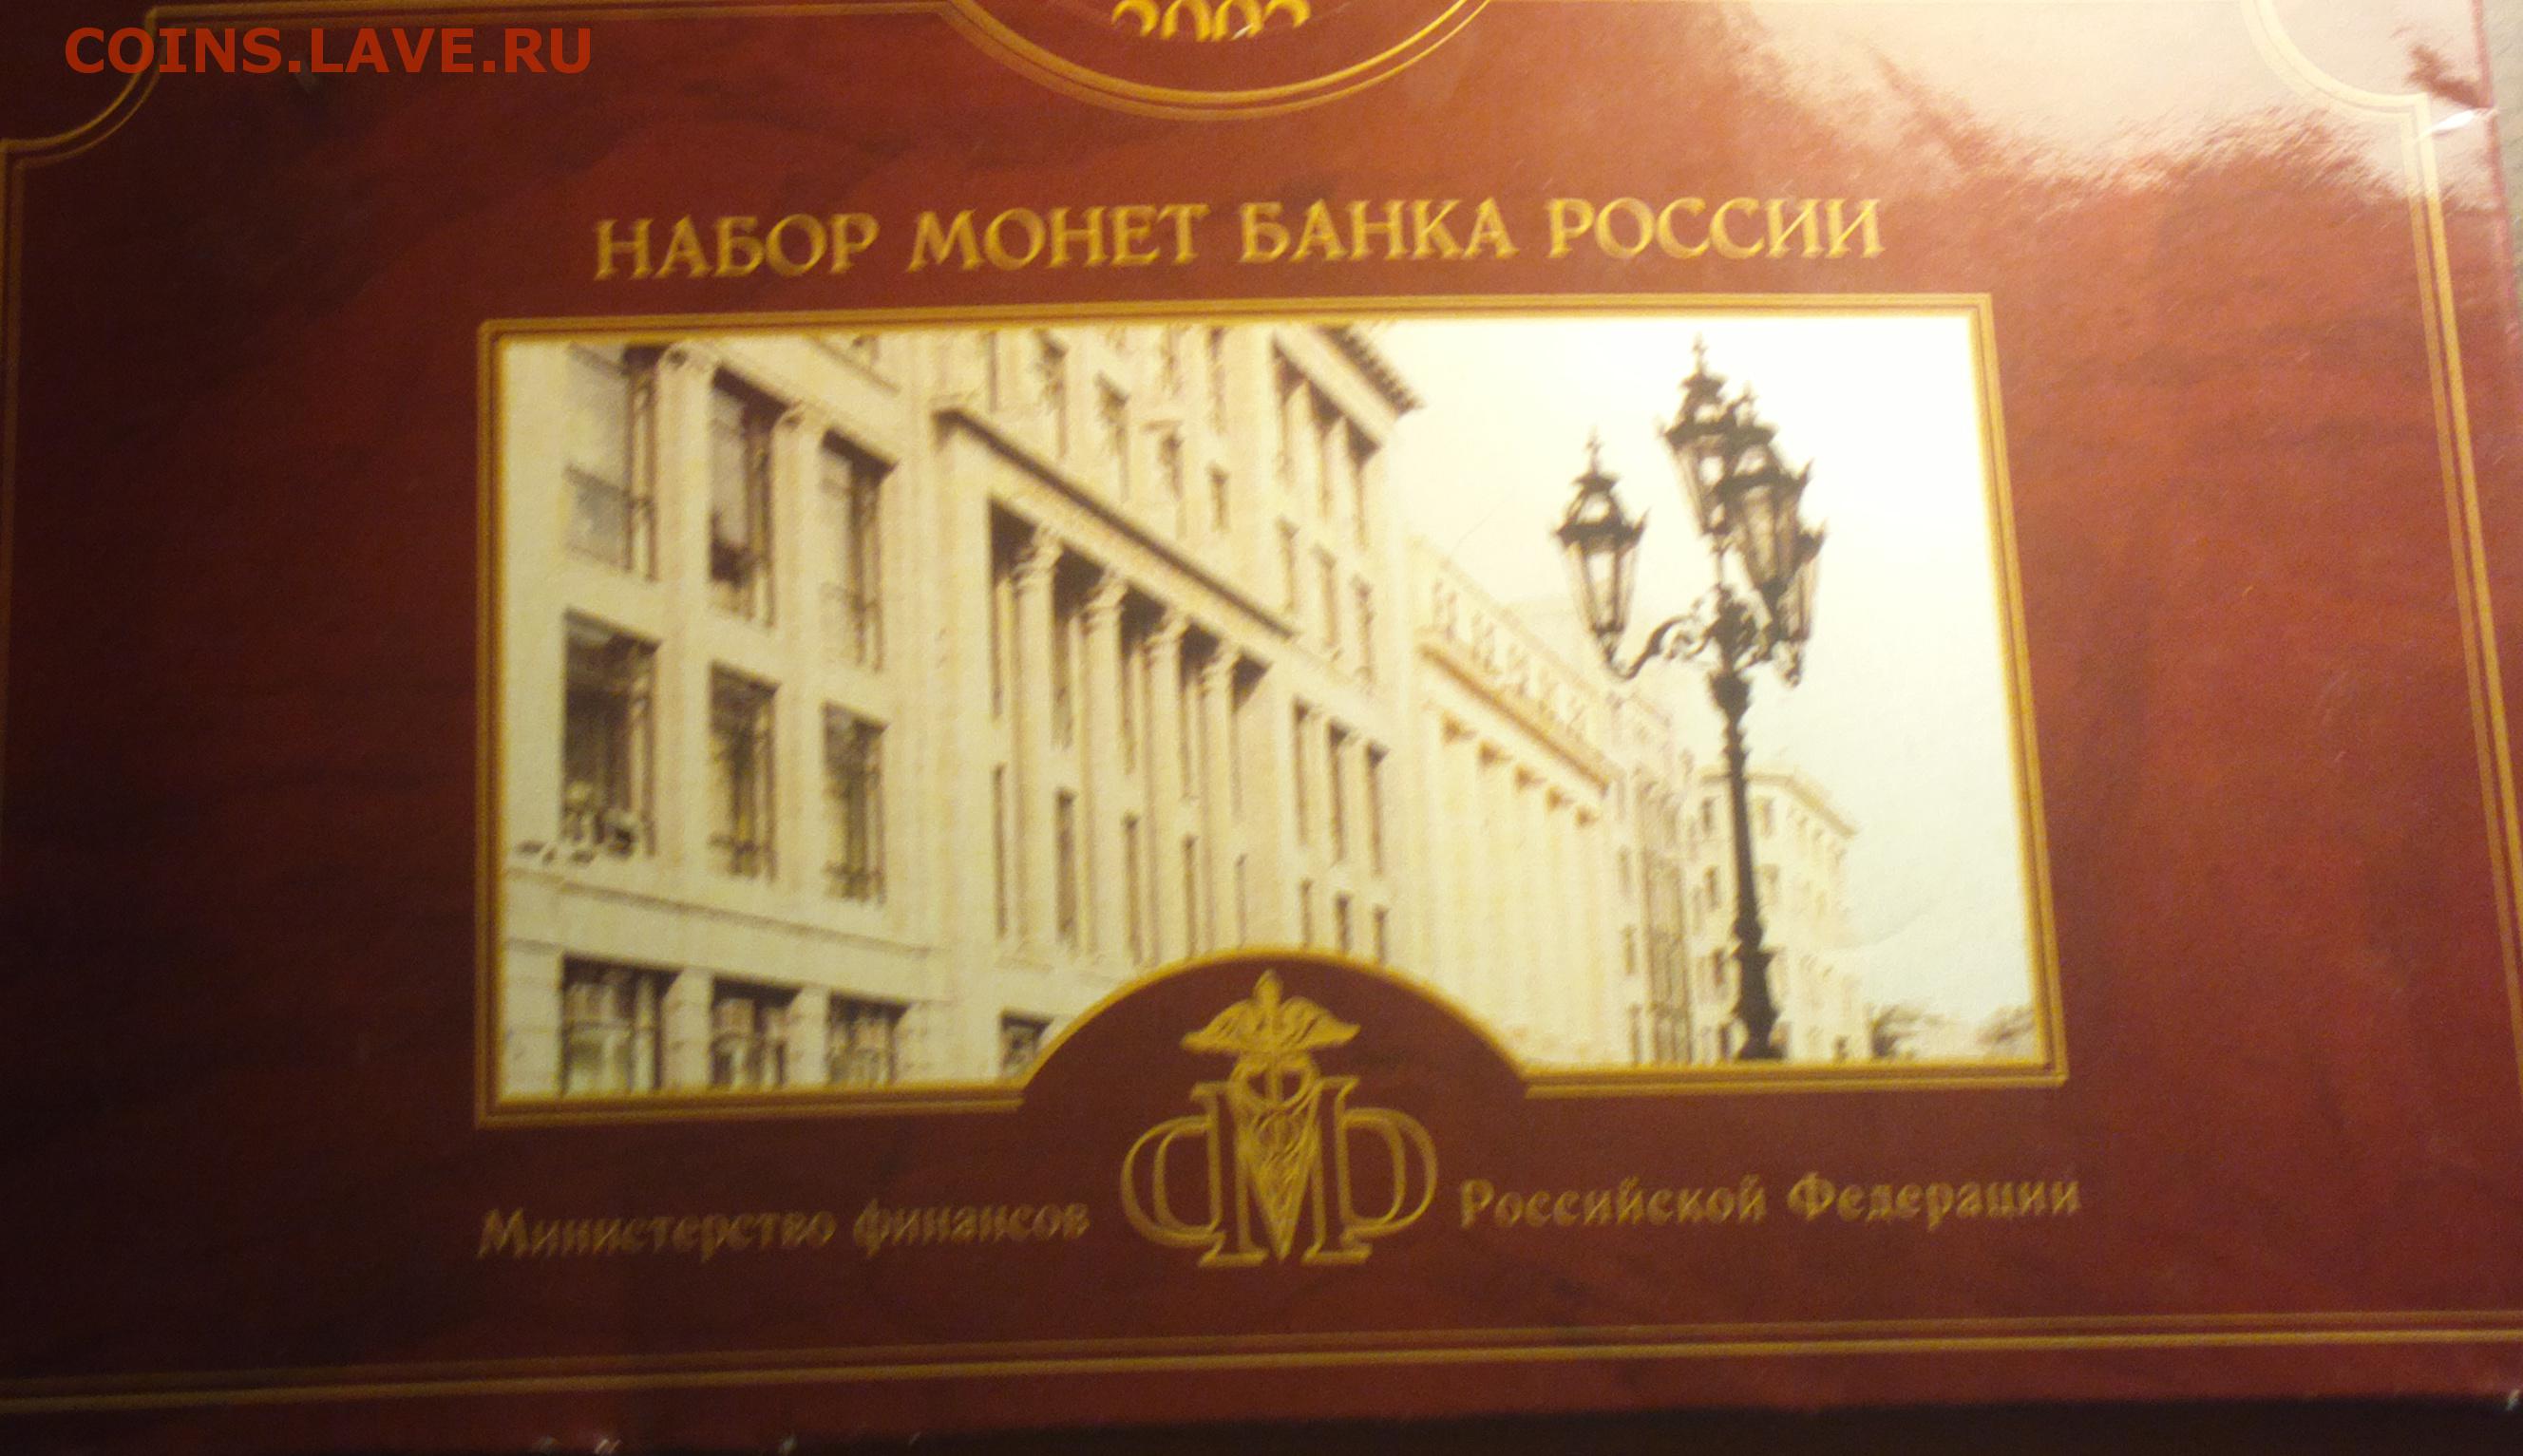 COINS.LAVE.RU
НАБОР МОНЕТ БАНКА РОССИИ
Министерство финансов Российской Федерации